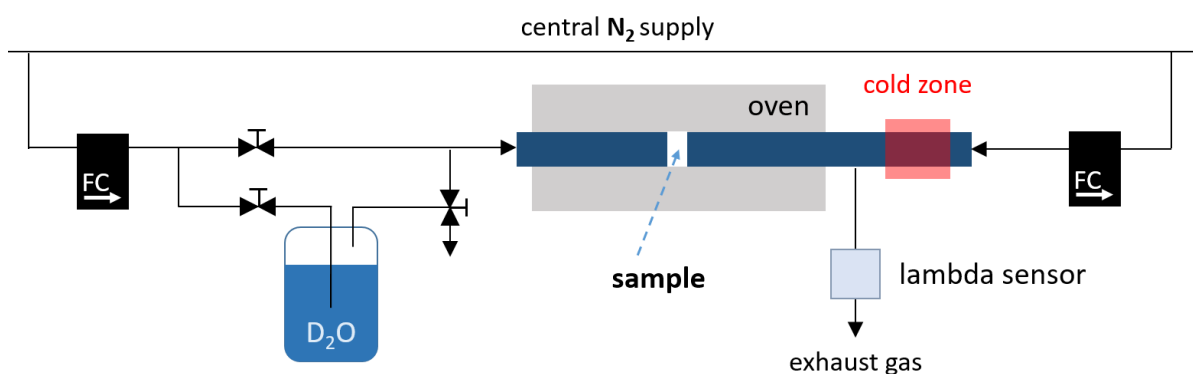 central N₂ supply
oven
cold zone
FC
FC
D₂O
sample
lambda sensor
exhaust gas